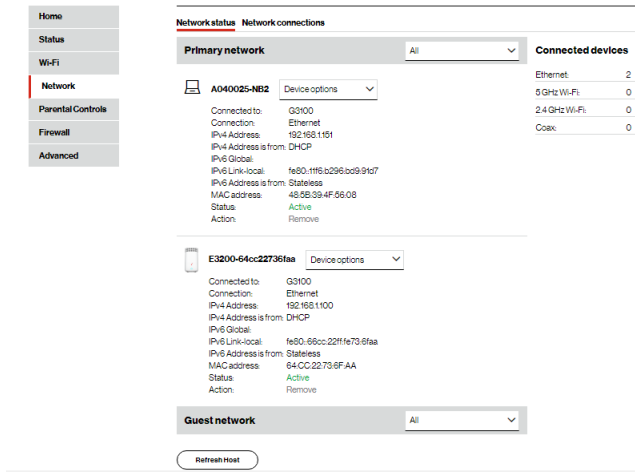 Home
Status
Wi-Fi
Network
Parental Controls
Firewall
Advanced
Network status Network connections
Primary network All
A040025-NB2 Device options
Connected to: G3100
Connection: Ethernet
IPv4 Address: 192.168.1.151
IPv4 Address is from: DHCP
IPv6 Global:
IPv6 Link-local: fe80::11f6:b296:bd9:91d7
IPv6 Address is from: Stateless
MAC address: 48:5B:39:4F:56:08
Status: Active
Action: Remove
E3200-64cc22736faa Device options
Connected to: G3100
Connection: Ethernet
IPv4 Address: 192.168.1.100
IPv4 Address is from: DHCP
IPv6 Global:
IPv6 Link-local: fe80::66cc:22ff:fe73:6faa
IPv6 Address is from: Stateless
MAC address: 64:CC:22:73:6F:AA
Status: Active
Action: Remove
Guest network All
Refresh Host
Connected devices
Ethernet: 2
5 GHz Wi-Fi: 0
2.4 GHz Wi-Fi: 0
Coax: 0